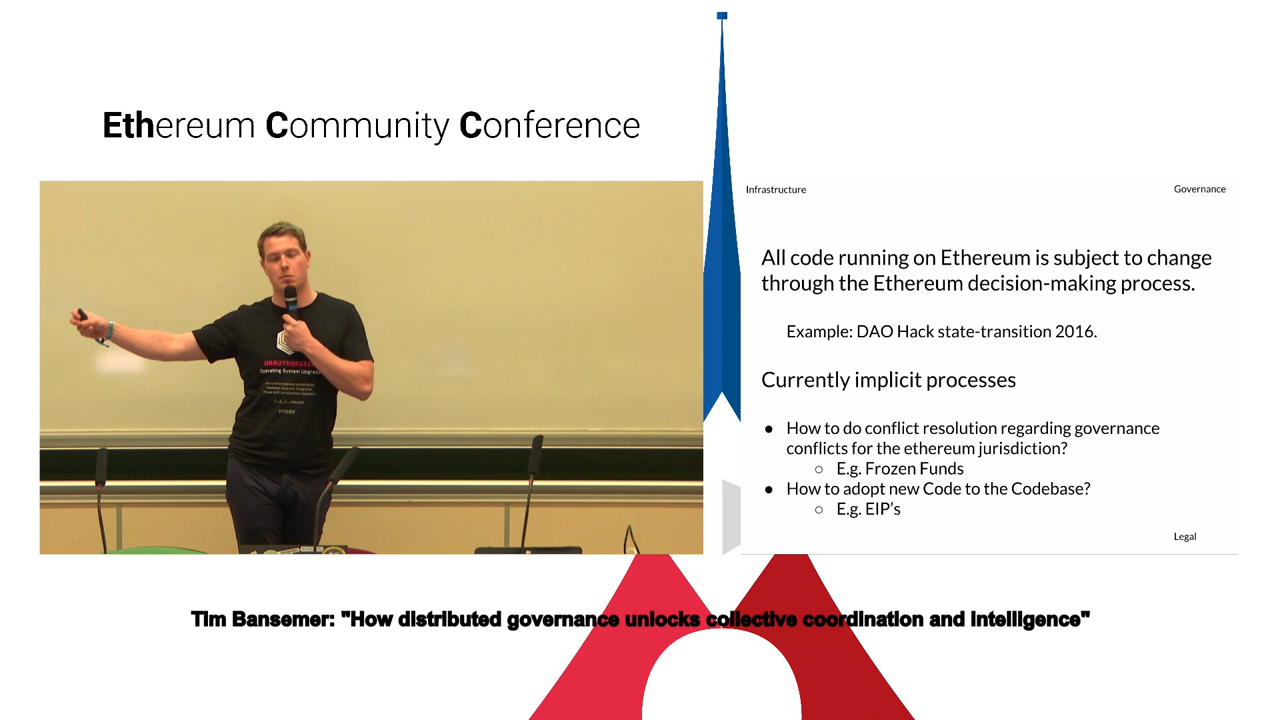 Ethereum Community Conference
Infrastructure
Governance
All code running on Ethereum is subject to change
through the Ethereum decision-making process.
Example: DAO Hack state-transition 2016.
Currently implicit processes
● How to do conflict resolution regarding governance
conflicts for the ethereum jurisdiction?
○ E.g. Frozen Funds
● How to adopt new Code to the Codebase?
○ E.g. EIP's
Legal
Operating System Upgrade
Tim Bansemer: "How distributed governance unlocks collective coordination and intelligence"